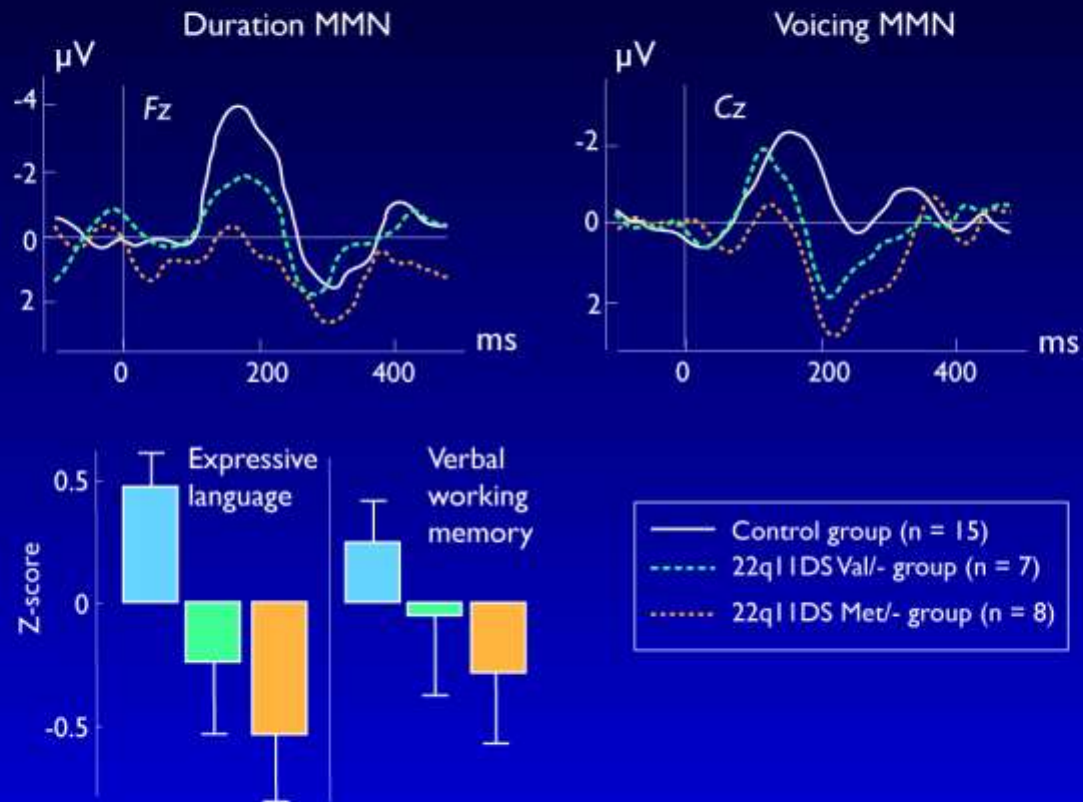 Duration MMN
μV
-4
-2
0
2
Fz
ms
0
200
400
Voicing MMN
μV
-2
0
2
Cz
ms
0
200
400
Z-score
0.5
0
-0.5
Expressive
language
Verbal
working
memory
Control group (n = 15)
22q11DS Val/- group (n = 7)
22q11DS Met/- group (n = 8)